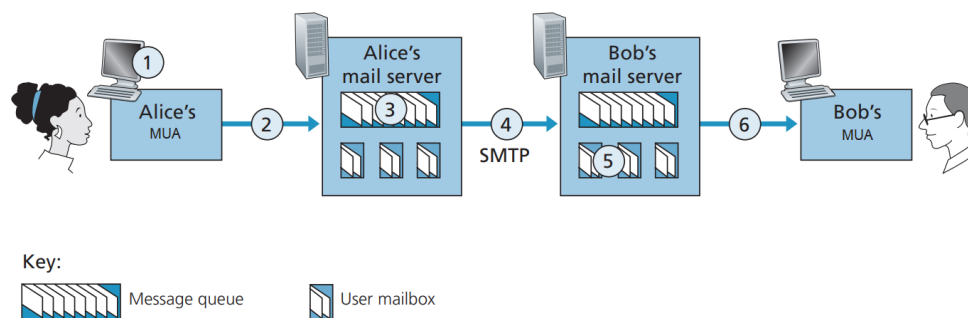 1
Alice's
MUA
2
Alice's
mail server
3
4
SMTP
Bob's
mail server
5
6
Bob's
MUA
Key:
Message queue
User mailbox